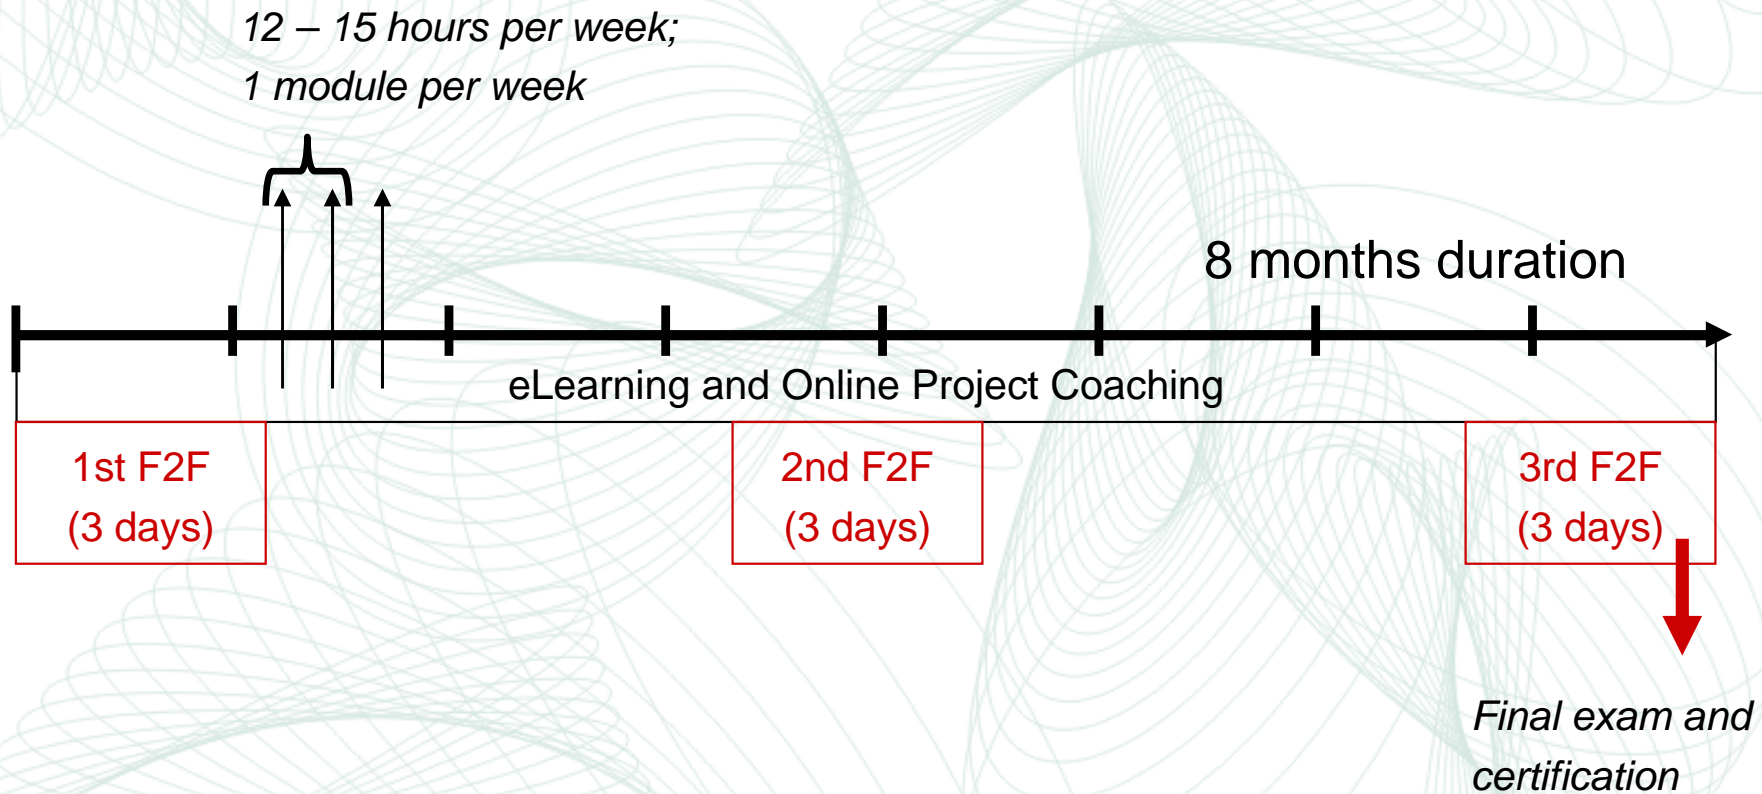 12 – 15 hours per week;
1 module per week
8 months duration
eLearning and Online Project Coaching
1st F2F
(3 days)
2nd F2F
(3 days)
3rd F2F
(3 days)
Final exam and
certification